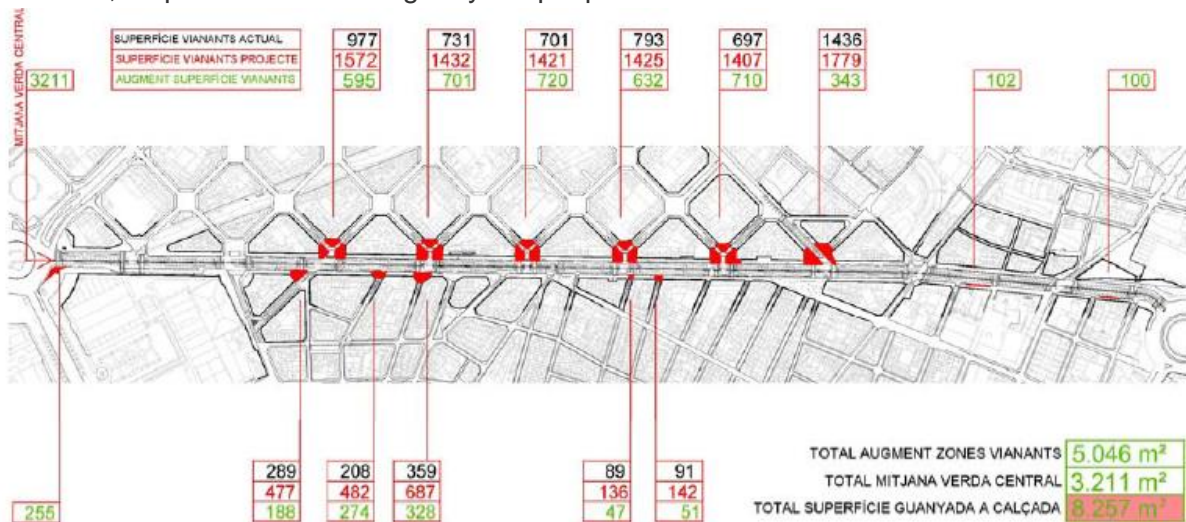 MITJANA VERDA CENTRAL
SUPERFÍCIE VIANANTS ACTUAL 977 731 701 793 697 1436
SUPERFÍCIE VIANANTS PROJECTE 1572 1432 1421 1425 1407 1779
3211 AUGMENT SUPERFÍCIE VIANANTS 595 701 720 632 710 343 102 100
289 208 359 89 91
477 482 687 136 142
255 188 274 328 47 51
TOTAL AUGMENT ZONES VIANANTS 5.046 m²
TOTAL MITJANA VERDA CENTRAL 3.211 m²
TOTAL SUPERFÍCIE GUANYADA A CALÇADA 8.257 m²